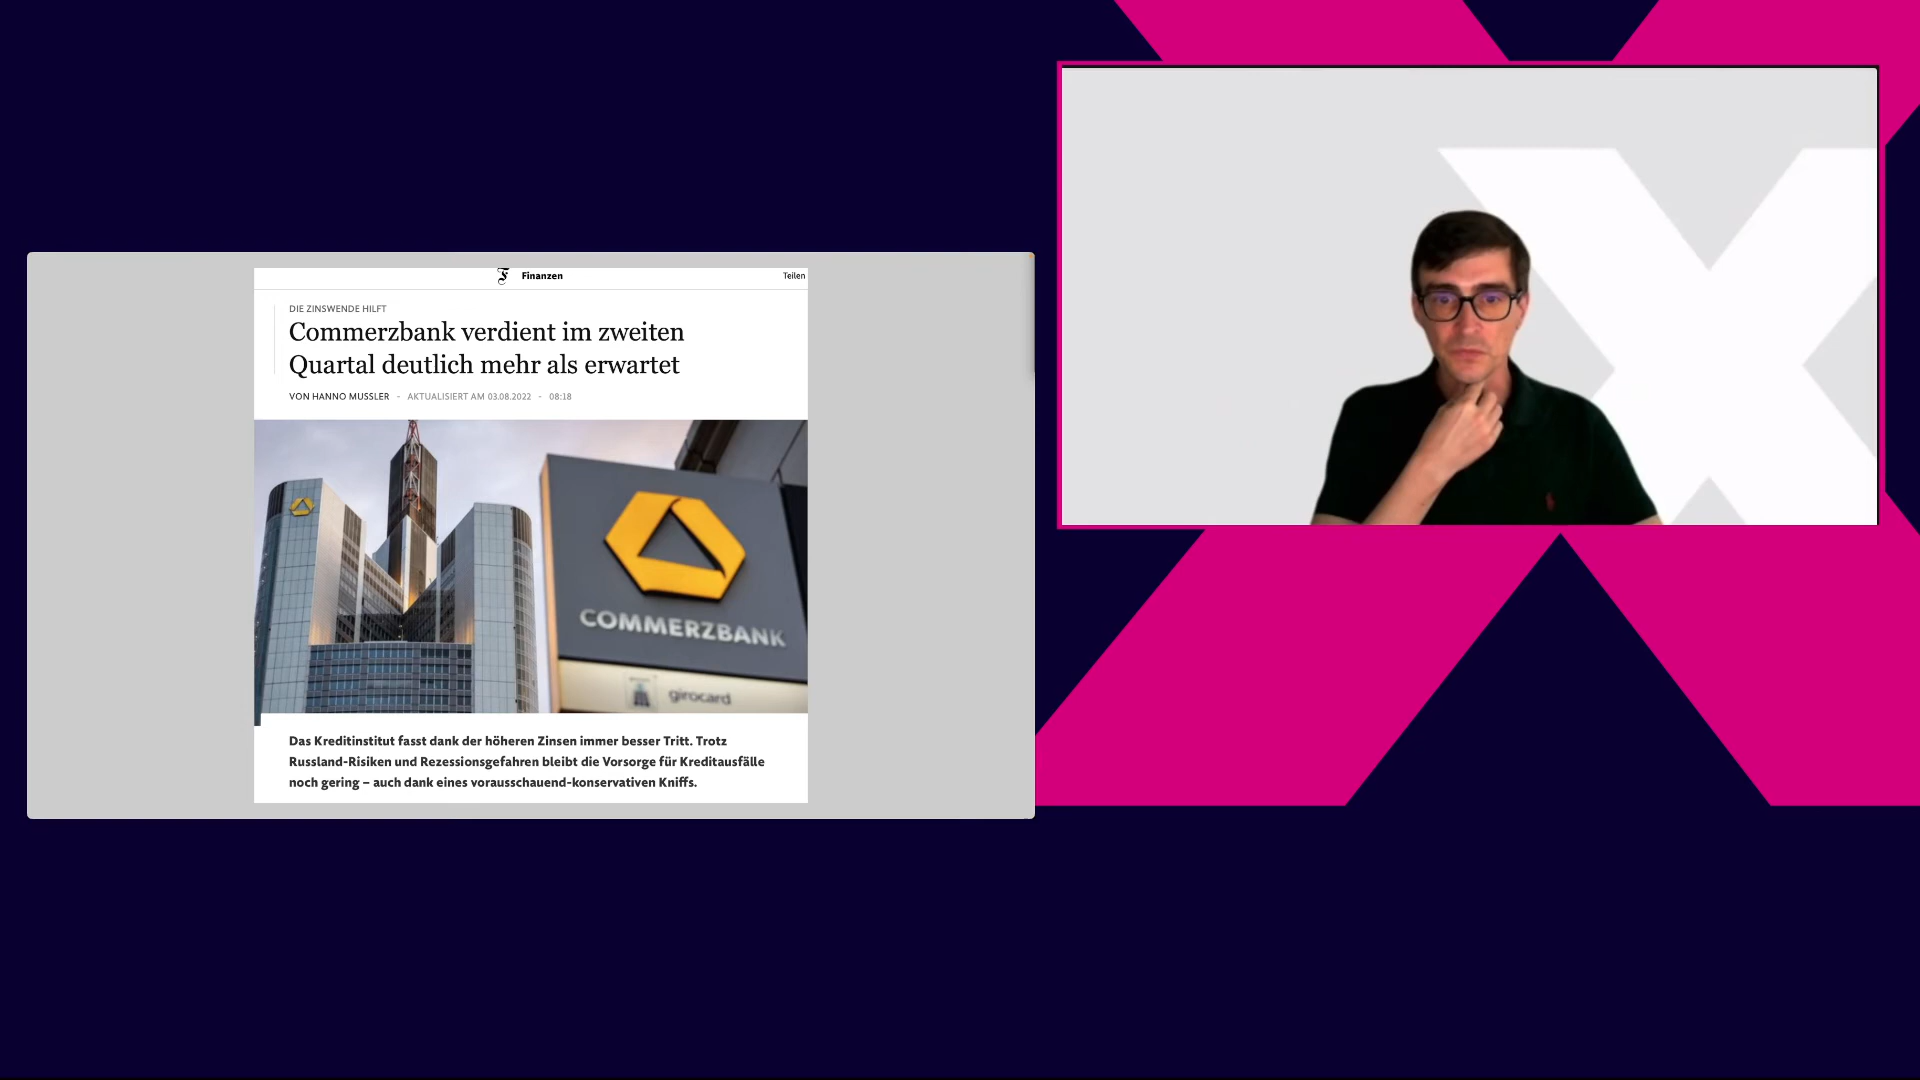 Finanzen
Teilen
DIE ZINSWENDE HILFT
Commerzbank verdient im zweiten
Quartal deutlich mehr als erwartet
VON HANNO MUSSLER - AKTUALISIERT AM 03.08.2022 - 08:18
COMMERZBANK
girocard
Das Kreditinstitut fasst dank der höheren Zinsen immer besser Tritt. Trotz
Russland-Risiken und Rezessionsgefahren bleibt die Vorsorge für Kreditausfälle
noch gering – auch dank eines vorausschauend-konservativen Kniffs.